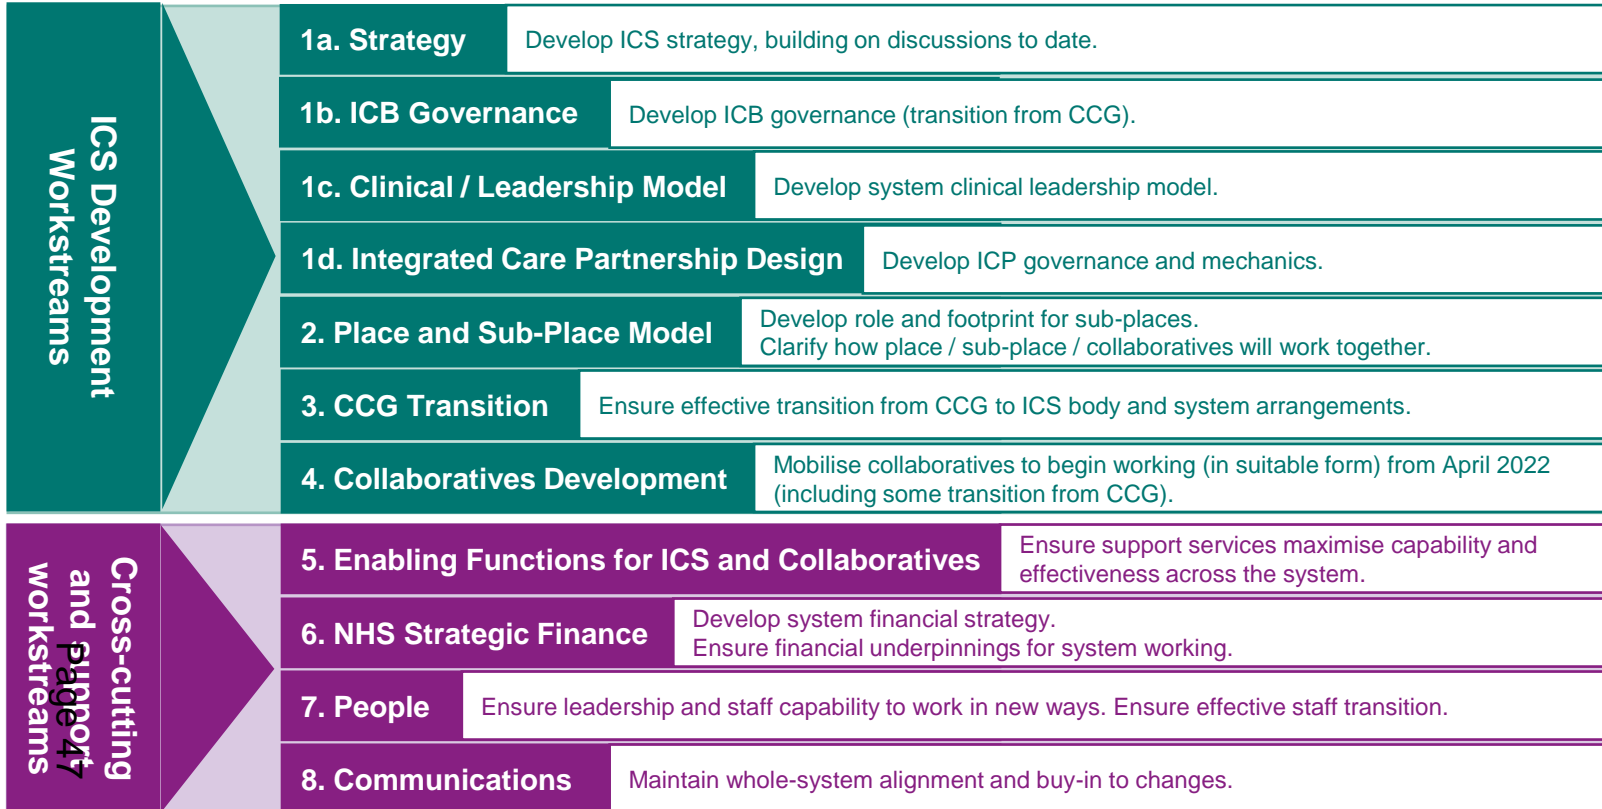 ICS Development
Workstreams
1a. Strategy
Develop ICS strategy, building on discussions to date.
1b. ICB Governance
Develop ICB governance (transition from CCG).
1c. Clinical / Leadership Model
Develop system clinical leadership model.
1d. Integrated Care Partnership Design
Develop ICP governance and mechanics.
2. Place and Sub-Place Model
Develop role and footprint for sub-places.
Clarify how place / sub-place / collaboratives will work together.
3. CCG Transition
Ensure effective transition from CCG to ICS body and system arrangements.
4. Collaboratives Development
Mobilise collaboratives to begin working (in suitable form) from April 2022
(including some transition from CCG).
Cross-cutting
and support
workstreams
Page 47
5. Enabling Functions for ICS and Collaboratives
Ensure support services maximise capability and
effectiveness across the system.
6. NHS Strategic Finance
Develop system financial strategy.
Ensure financial underpinnings for system working.
7. People
Ensure leadership and staff capability to work in new ways. Ensure effective staff transition.
8. Communications
Maintain whole-system alignment and buy-in to changes.